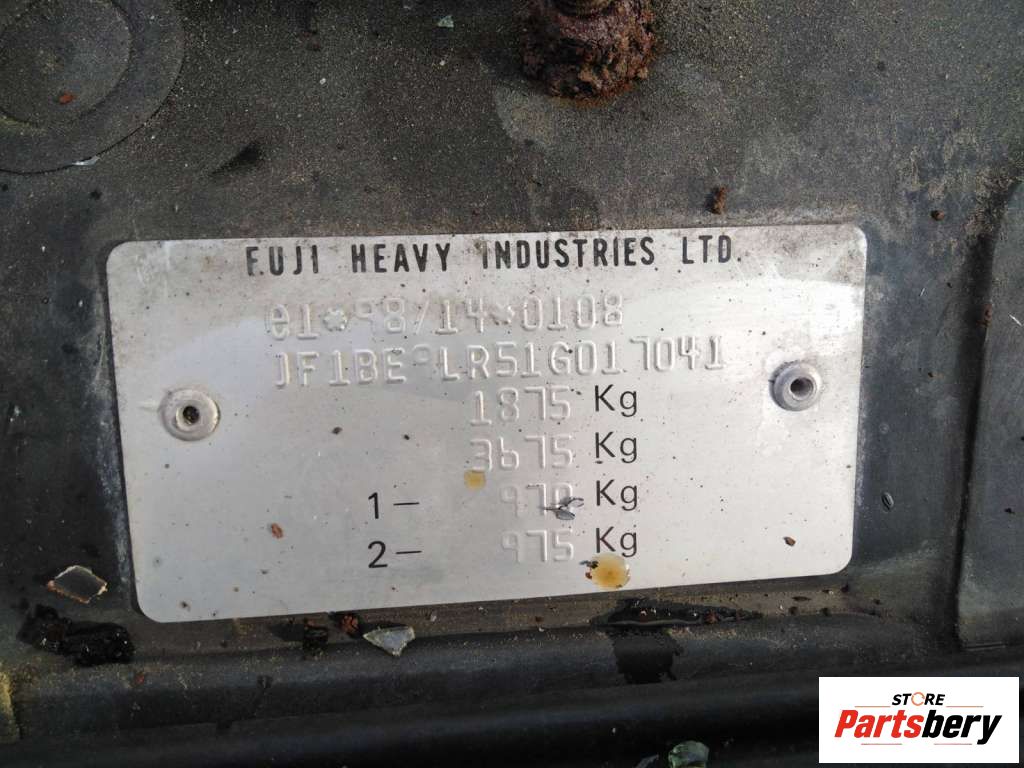 FUJI HEAVY INDUSTRIES LTD.
e1*98/14*0108
JF1BE9LR51G017041
1875 Kg
3675 Kg
1- 970 Kg
2- 975 Kg
STORE
Partsbery